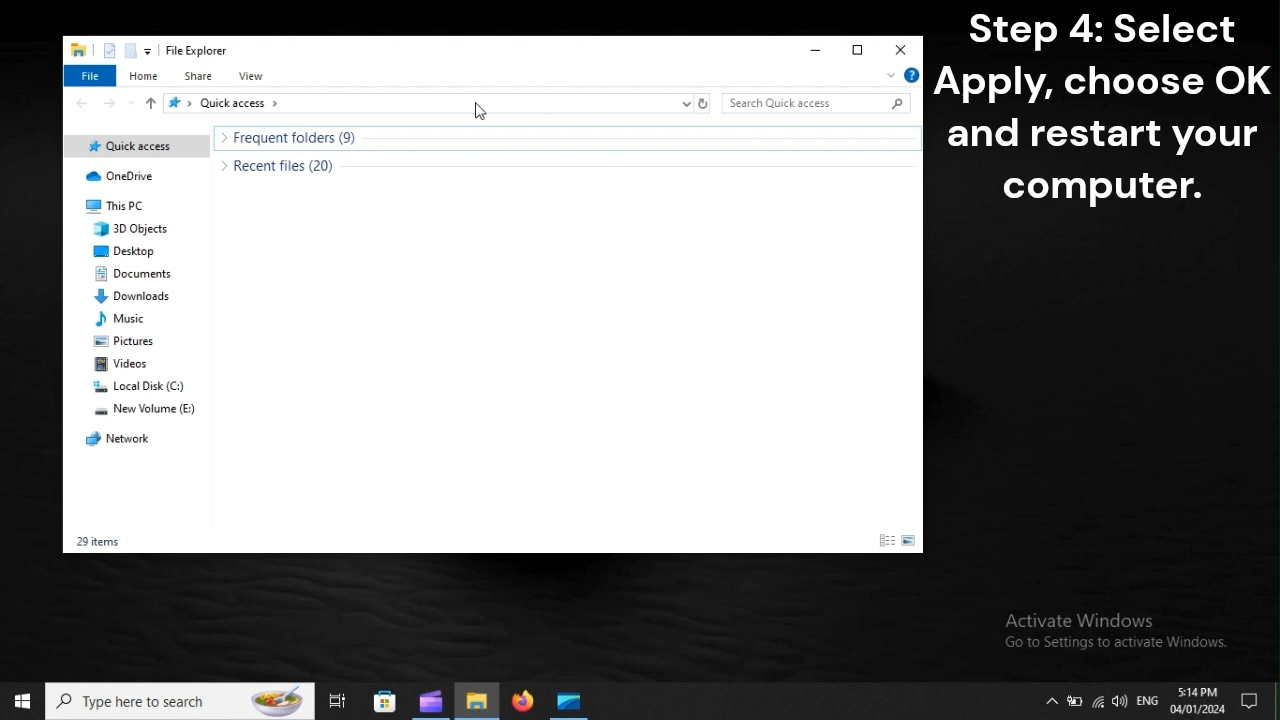 Step 4: Select
Apply, choose OK
and restart your
computer.
File Explorer
File
Home
Share
View
Quick access
Search Quick access
Quick access
OneDrive
This PC
3D Objects
Desktop
Documents
Downloads
Music
Pictures
Videos
Local Disk (C:)
New Volume (E:)
Network
Frequent folders (9)
Recent files (20)
29 items
Activate Windows
Go to Settings to activate Windows.
Type here to search
ENG
5:14 PM
04/01/2024